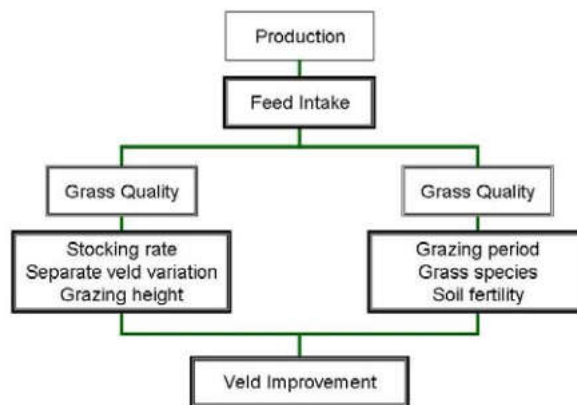 Production
Feed Intake
Grass Quality
Grass Quality
Stocking rate
Separate veld variation
Grazing height
Grazing period
Grass species
Soil fertility
Veld Improvement